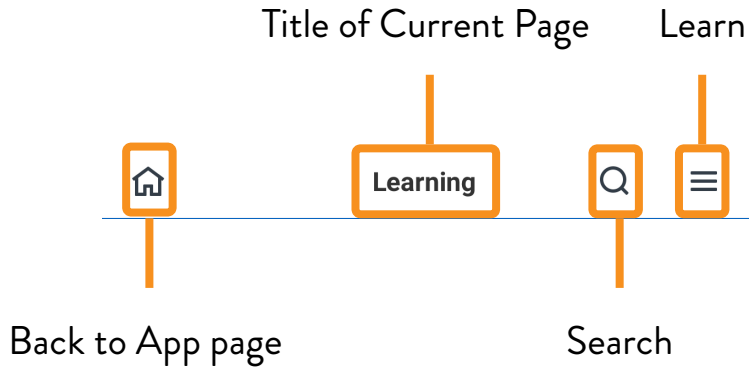 Title of Current Page
Learn
Learning
Back to App page
Search